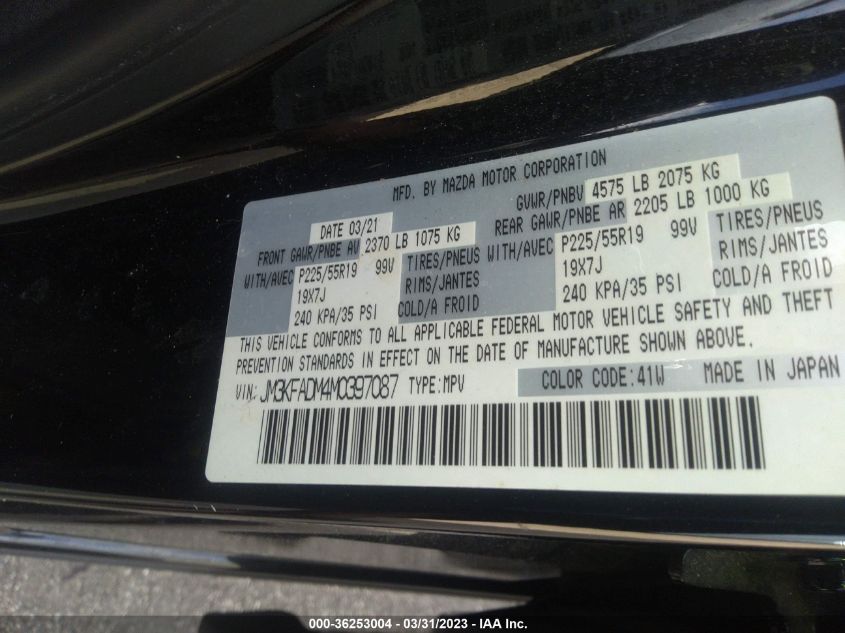 MFD. BY MAZDA MOTOR CORPORATION
DATE 03/21 GVWR/PNBV 4575 LB 2075 KG
FRONT GAWR/PNBE AV 2370 LB 1075 KG REAR GAWR/PNBE AR 2205 LB 1000 KG
WITH/AVEC P225/55R19 99V TIRES/PNEUS WITH/AVEC P225/55R19 99V TIRES/PNEUS
19X7J RIMS/JANTES 19X7J RIMS/JANTES
240 KPA/35 PSI COLD/A FROID 240 KPA/35 PSI COLD/A FROID
THIS VEHICLE CONFORMS TO ALL APPLICABLE FEDERAL MOTOR VEHICLE SAFETY AND THEFT
PREVENTION STANDARDS IN EFFECT ON THE DATE OF MANUFACTURE SHOWN ABOVE.
VIN: JM3KFADM4M0397087 TYPE:MPV COLOR CODE:41W MADE IN JAPAN
000-36253004 - 03/31/2023 - IAA Inc.